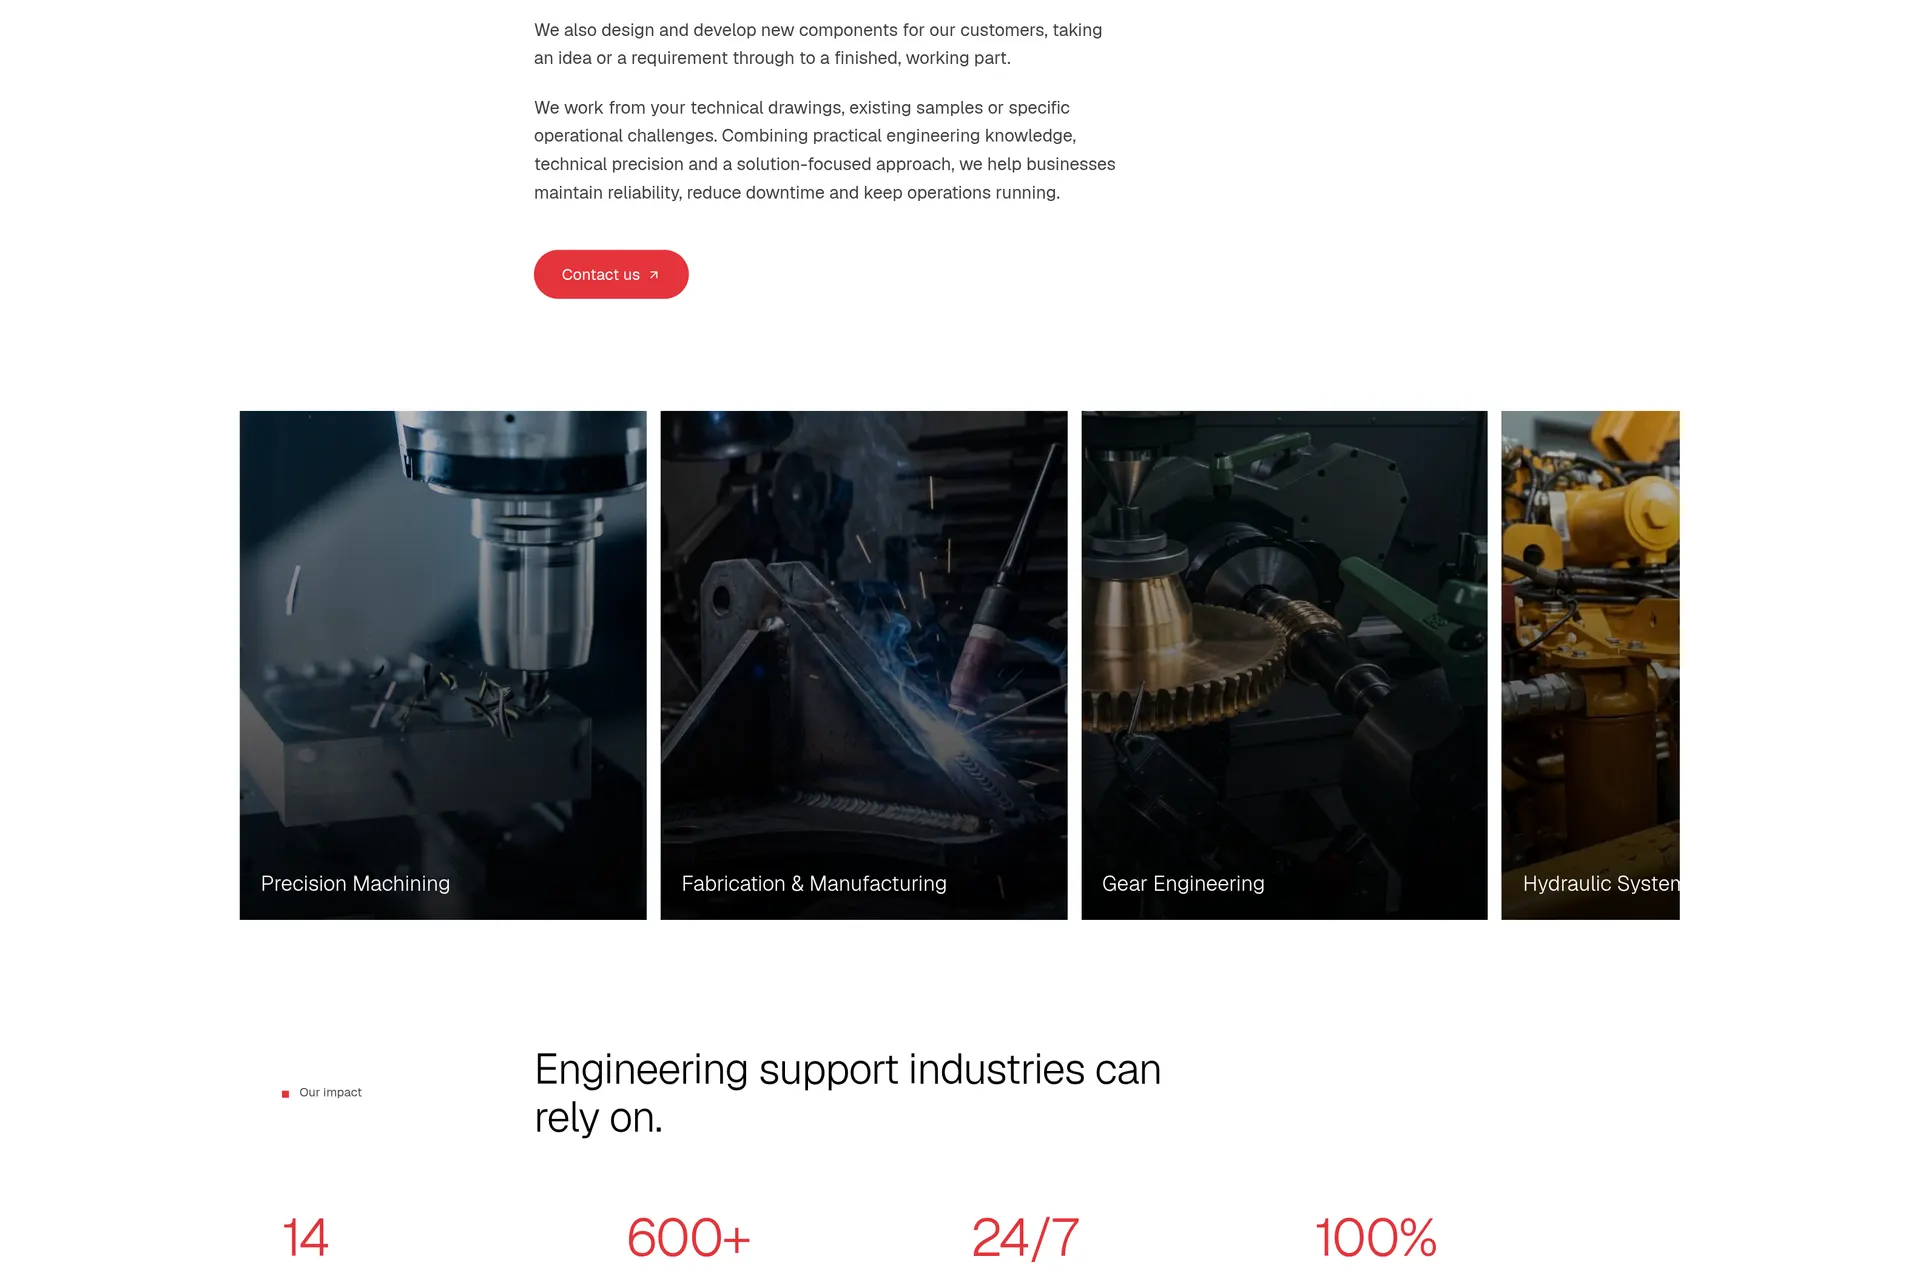 We also design and develop new components for our customers, taking
an idea or a requirement through to a finished, working part.
We work from your technical drawings, existing samples or specific
operational challenges. Combining practical engineering knowledge,
technical precision and a solution-focused approach, we help businesses
maintain reliability, reduce downtime and keep operations running.
Contact us
Precision Machining
Fabrication & Manufacturing
Gear Engineering
Hydraulic
Our impact
Engineering support industries can
rely on.
14
600+
24/7
100%